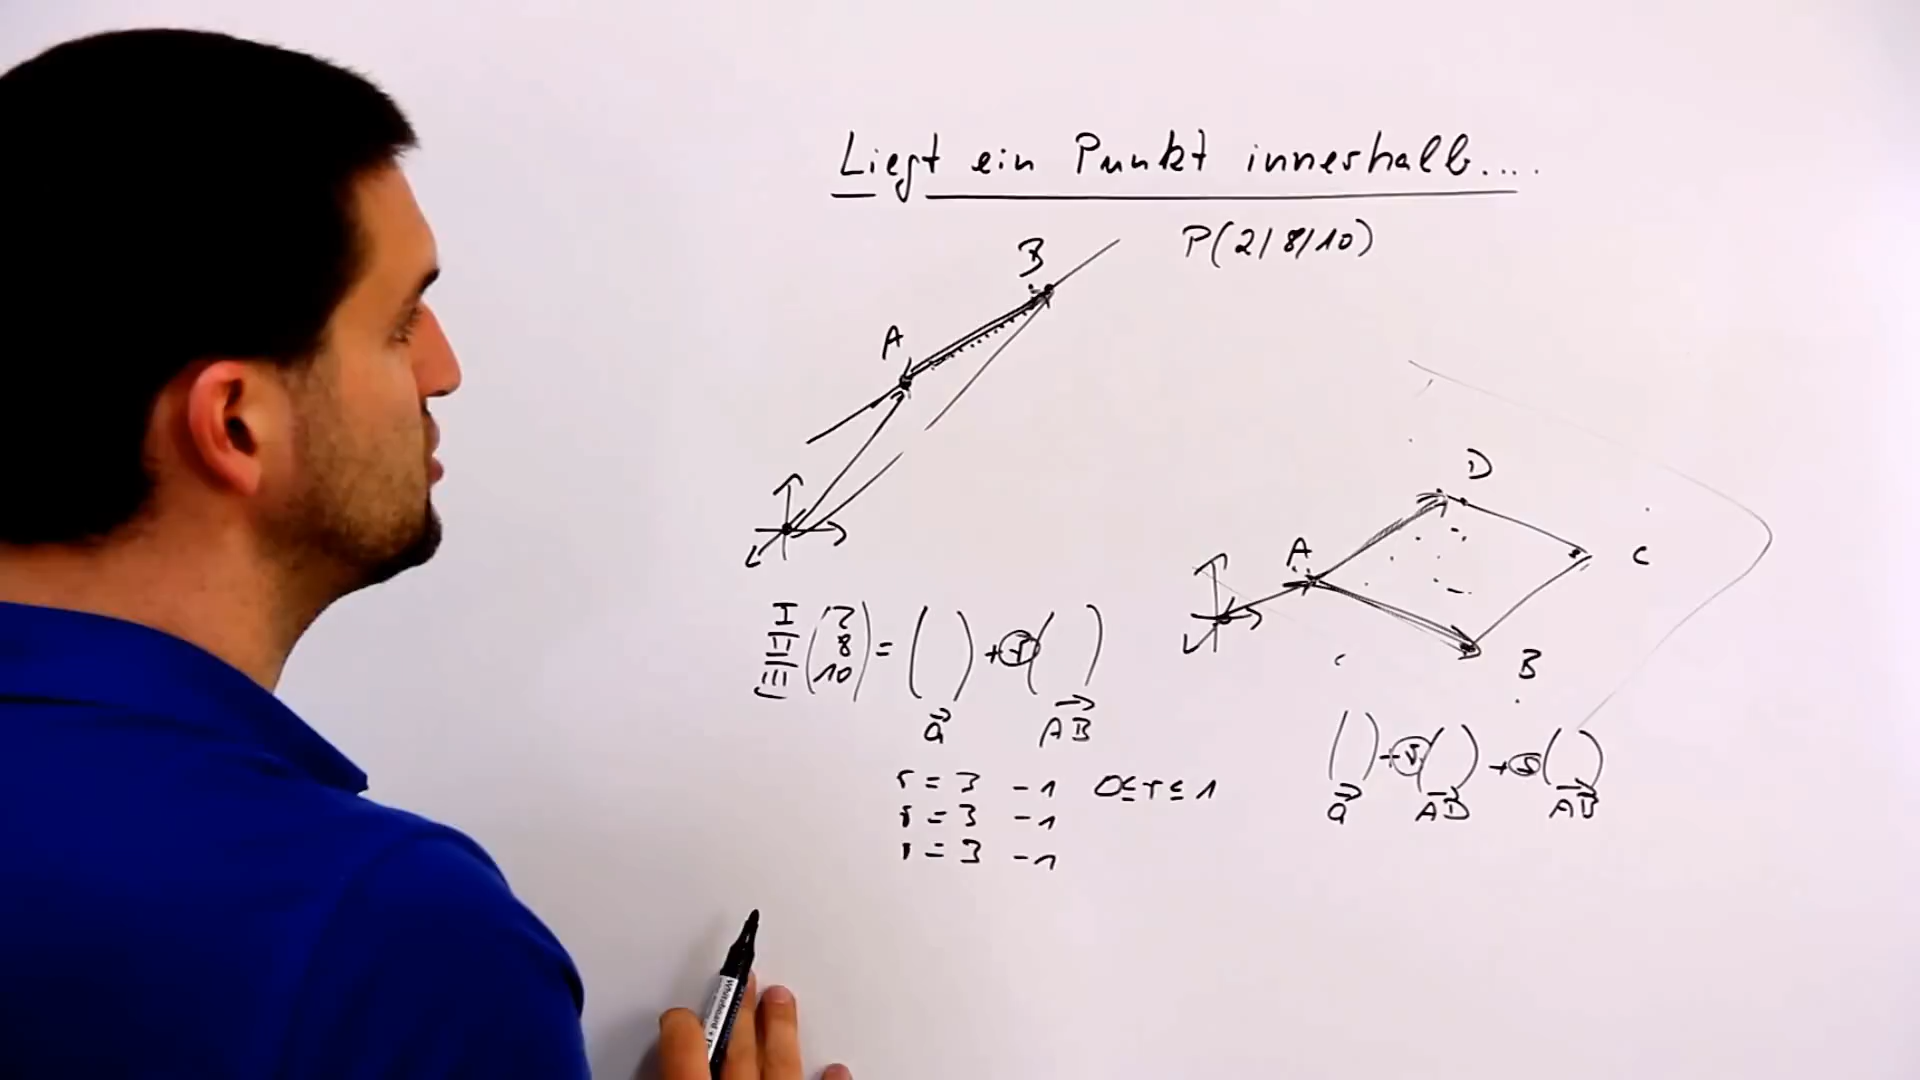 Liegt ein Punkt innerhalb....
P(2/8/10)
B
A
I (2
II 8
III 10) = ( ) + r ( )
a⃗ AB⃗
r = 3 -1 0≤r≤1
r = 3 -1
r = 3 -1
D
A
C
B
( ) + r ( ) + s ( )
a⃗ AD⃗ AB⃗
Whiteboard